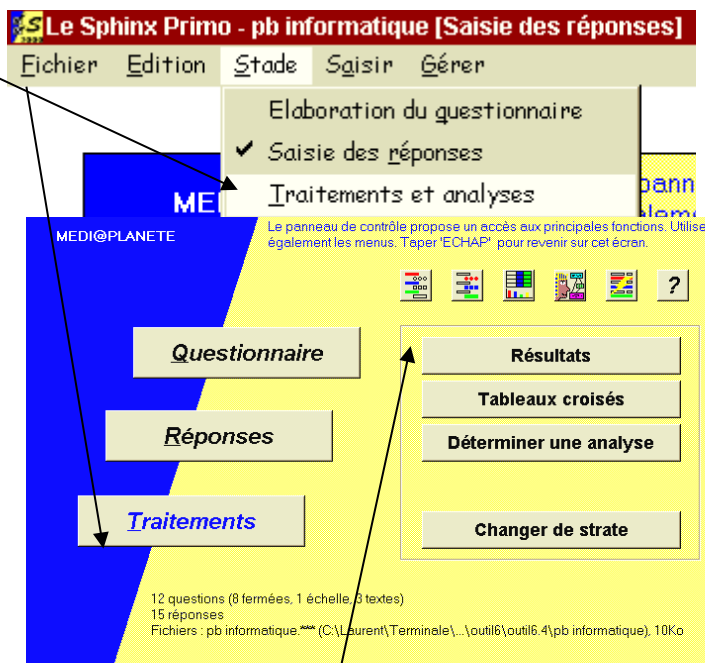 Le Sphinx Primo - pb informatique [Saisie des réponses]
Fichier Edition Stade Saisir Gérer
Elaboration du questionnaire
✔ Saisie des réponses
Traitements et analyses
MEDI@PLANETE
Le panneau de contrôle propose un accès aux principales fonctions. Utilise
également les menus. Taper 'ECHAP' pour revenir sur cet écran.
?
Questionnaire
Réponses
Traitements
Résultats
Tableaux croisés
Déterminer une analyse
Changer de strate
12 questions (8 fermées, 1 échelle, 3 textes)
15 réponses
Fichiers : pb informatique.*** (C:\Laurent\Terminale\...\outil6\outil6.4\pb informatique), 10Ko